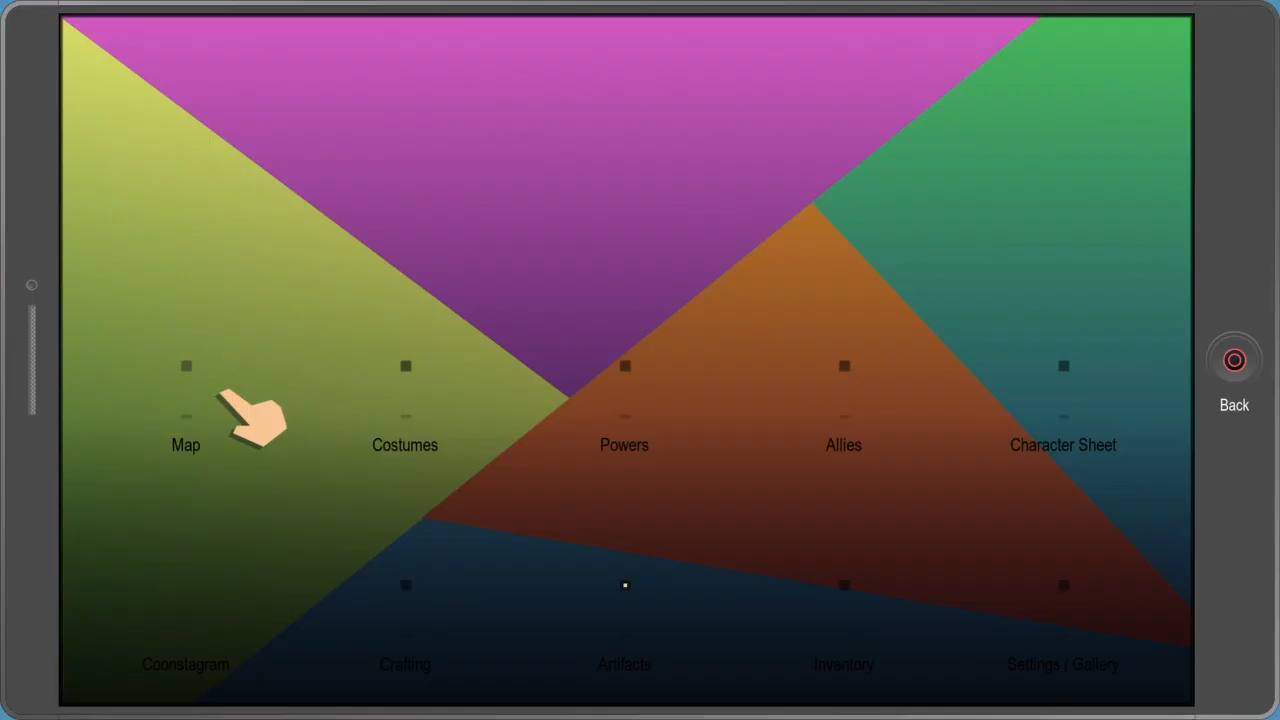 Back
Map
Costumes
Powers
Allies
Character Sheet
Coonstagram
Crafting
Artifacts
Inventory
Settings / Gallery